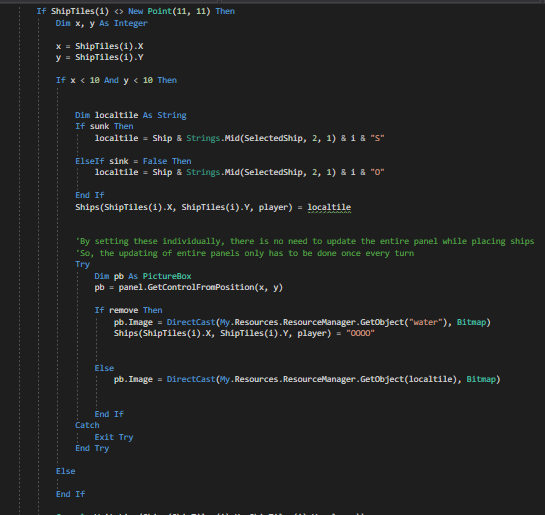 If ShipTiles(i) <> New Point(11, 11) Then
Dim x, y As Integer
x = ShipTiles(i).X
y = ShipTiles(i).Y
If x < 10 And y < 10 Then
Dim localtile As String
If sunk Then
localtile = Ship & Strings.Mid(SelectedShip, 2, 1) & i & "S"
ElseIf sink = False Then
localtile = Ship & Strings.Mid(SelectedShip, 2, 1) & i & "O"
End If
Ships(ShipTiles(i).X, ShipTiles(i).Y, player) = localtile
'By setting these individually, there is no need to update the entire panel while placing ships
'So, the updating of entire panels only has to be done once every turn
Try
Dim pb As PictureBox
pb = panel.GetControlFromPosition(x, y)
If remove Then
pb.Image = DirectCast(My.Resources.ResourceManager.GetObject("water"), Bitmap)
Ships(ShipTiles(i).X, ShipTiles(i).Y, player) = "OOOO"
Else
pb.Image = DirectCast(My.Resources.ResourceManager.GetObject(localtile), Bitmap)
End If
Catch
Exit Try
End Try
Else
End If